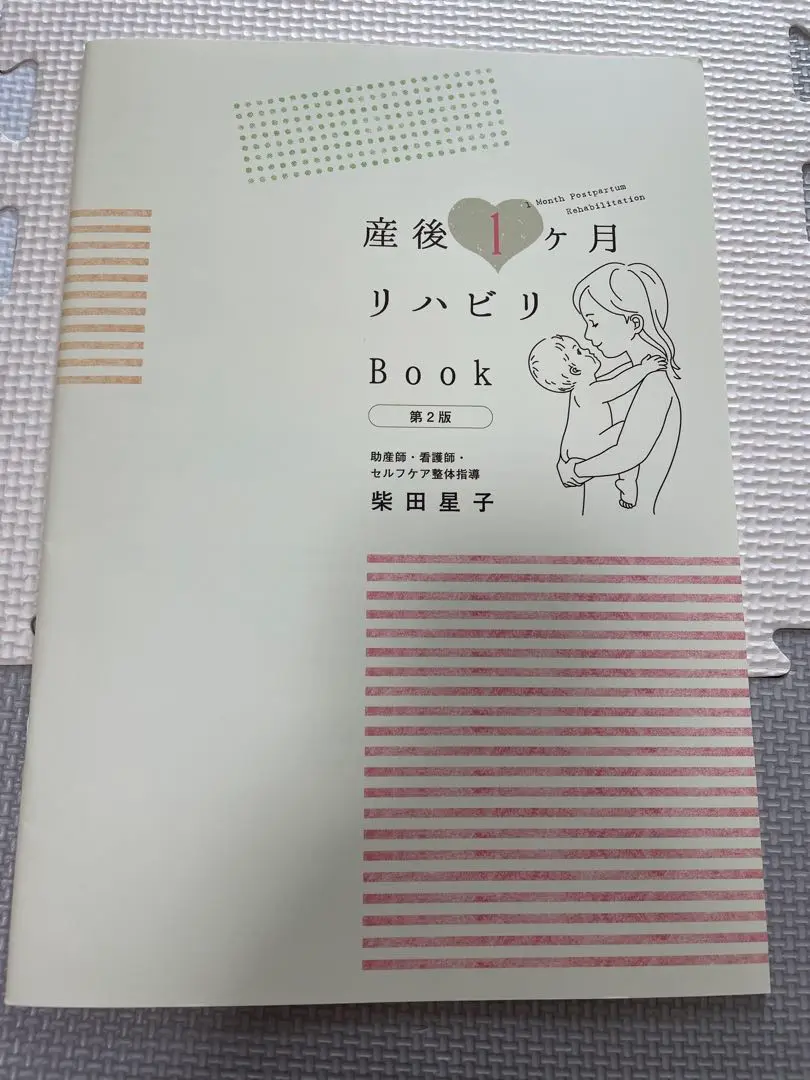 1 Month Postpartum
Rehabilitation
産後1ヶ月
リハビリ
Book
第2版
助産師・看護師・
セルフケア整体指導
柴田星子